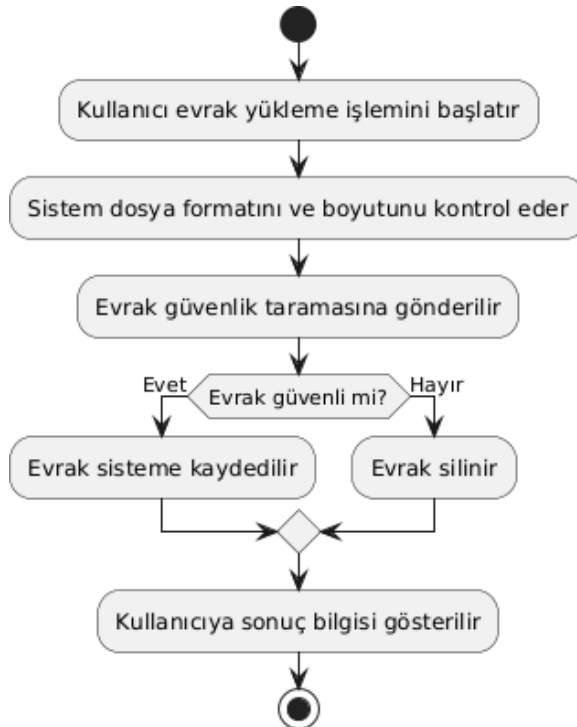 Kullanıcı evrak yükleme işlemini başlatır
Sistem dosya formatını ve boyutunu kontrol eder
Evrak güvenlik taramasına gönderilir
Evet
Evrak güvenli mi?
Hayır
Evrak sisteme kaydedilir
Evrak silinir
Kullanıcıya sonuç bilgisi gösterilir